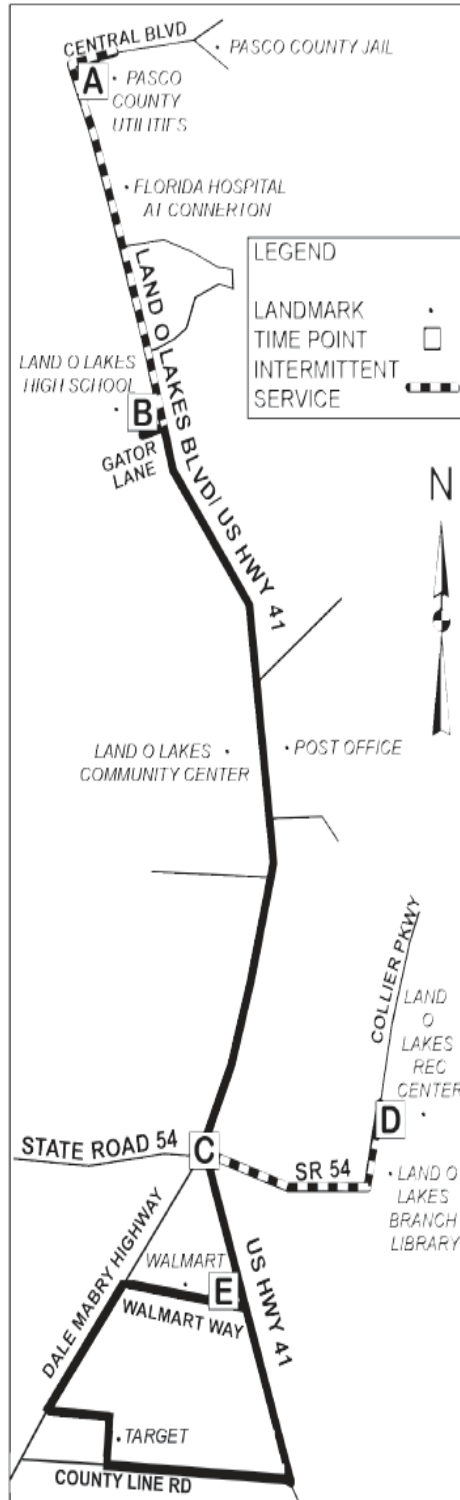 CENTRAL BLVD
PASCO COUNTY JAIL
A
PASCO
COUNTY
UTILITIES
FLORIDA HOSPITAL
AT CONNERTON
LEGEND
LANDMARK
TIME POINT
INTERMITTENT
SERVICE
LAND O LAKES BLVD/ US HWY 41
LAND O LAKES
HIGH SCHOOL
B
GATOR
LANE
N
LAND O LAKES
COMMUNITY CENTER
POST OFFICE
COLLIER PKWY
LAND
O
LAKES
REC
CENTER
D
STATE ROAD 54
C
SR 54
LAND O
LAKES
BRANCH
LIBRARY
DALE MABRY HIGHWAY
WALMART
E
WALMART WAY
US HWY 41
TARGET
COUNTY LINE RD